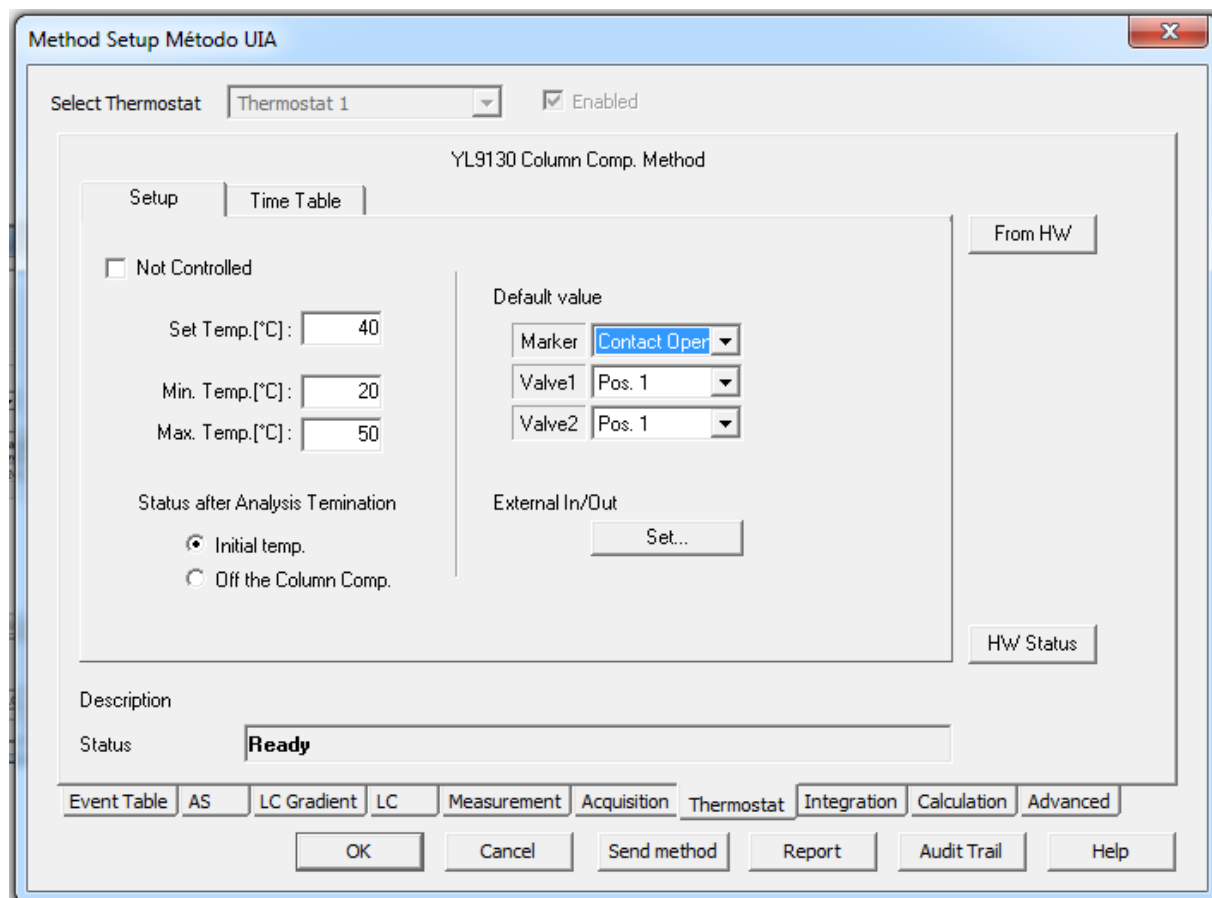 Method Setup Método UIA
Select Thermostat Thermostat 1 Enabled
YL9130 Column Comp. Method
Setup Time Table
From HW
Not Controlled
Default value
Set Temp.[°C] : 40
Marker Contact Oper
Min. Temp.[°C] : 20
Valve1 Pos. 1
Max. Temp.[°C] : 50
Valve2 Pos. 1
Status after Analysis Temination
External In/Out
Set...
Initial temp.
Off the Column Comp.
HW Status
Description
Status Ready
Event Table AS LC Gradient LC Measurement Acquisition Thermostat Integration Calculation Advanced
OK Cancel Send method Report Audit Trail Help